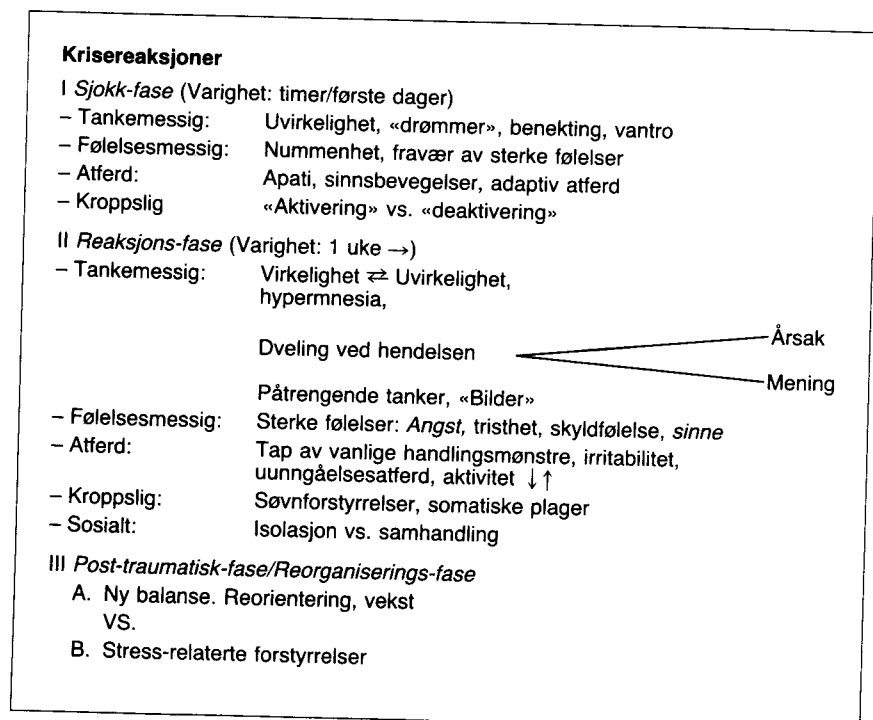 Krisereaksjoner
I Sjokk-fase (Varighet: timer/første dager)
– Tankemessig: Uvirkelighet, «drømmer», benekting, vantro
– Følelsesmessig: Nummenhet, fravær av sterke følelser
– Atferd: Apati, sinnsbevegelser, adaptiv atferd
– Kroppslig «Aktivering» vs. «deaktivering»
II Reaksjons-fase (Varighet: 1 uke →)
– Tankemessig: Virkelighet ⇄ Uvirkelighet,
hypermnesia,
Dveling ved hendelsen
Årsak
Mening
Påtrengende tanker, «Bilder»
– Følelsesmessig: Sterke følelser: Angst, tristhet, skyldfølelse, sinne
– Atferd: Tap av vanlige handlingsmønstre, irritabilitet,
uunngåelsesatferd, aktivitet ↓↑
– Kroppslig: Søvnforstyrrelser, somatiske plager
– Sosialt: Isolasjon vs. samhandling
III Post-traumatisk-fase/Reorganiserings-fase
A. Ny balanse. Reorientering, vekst
VS.
B. Stress-relaterte forstyrrelser